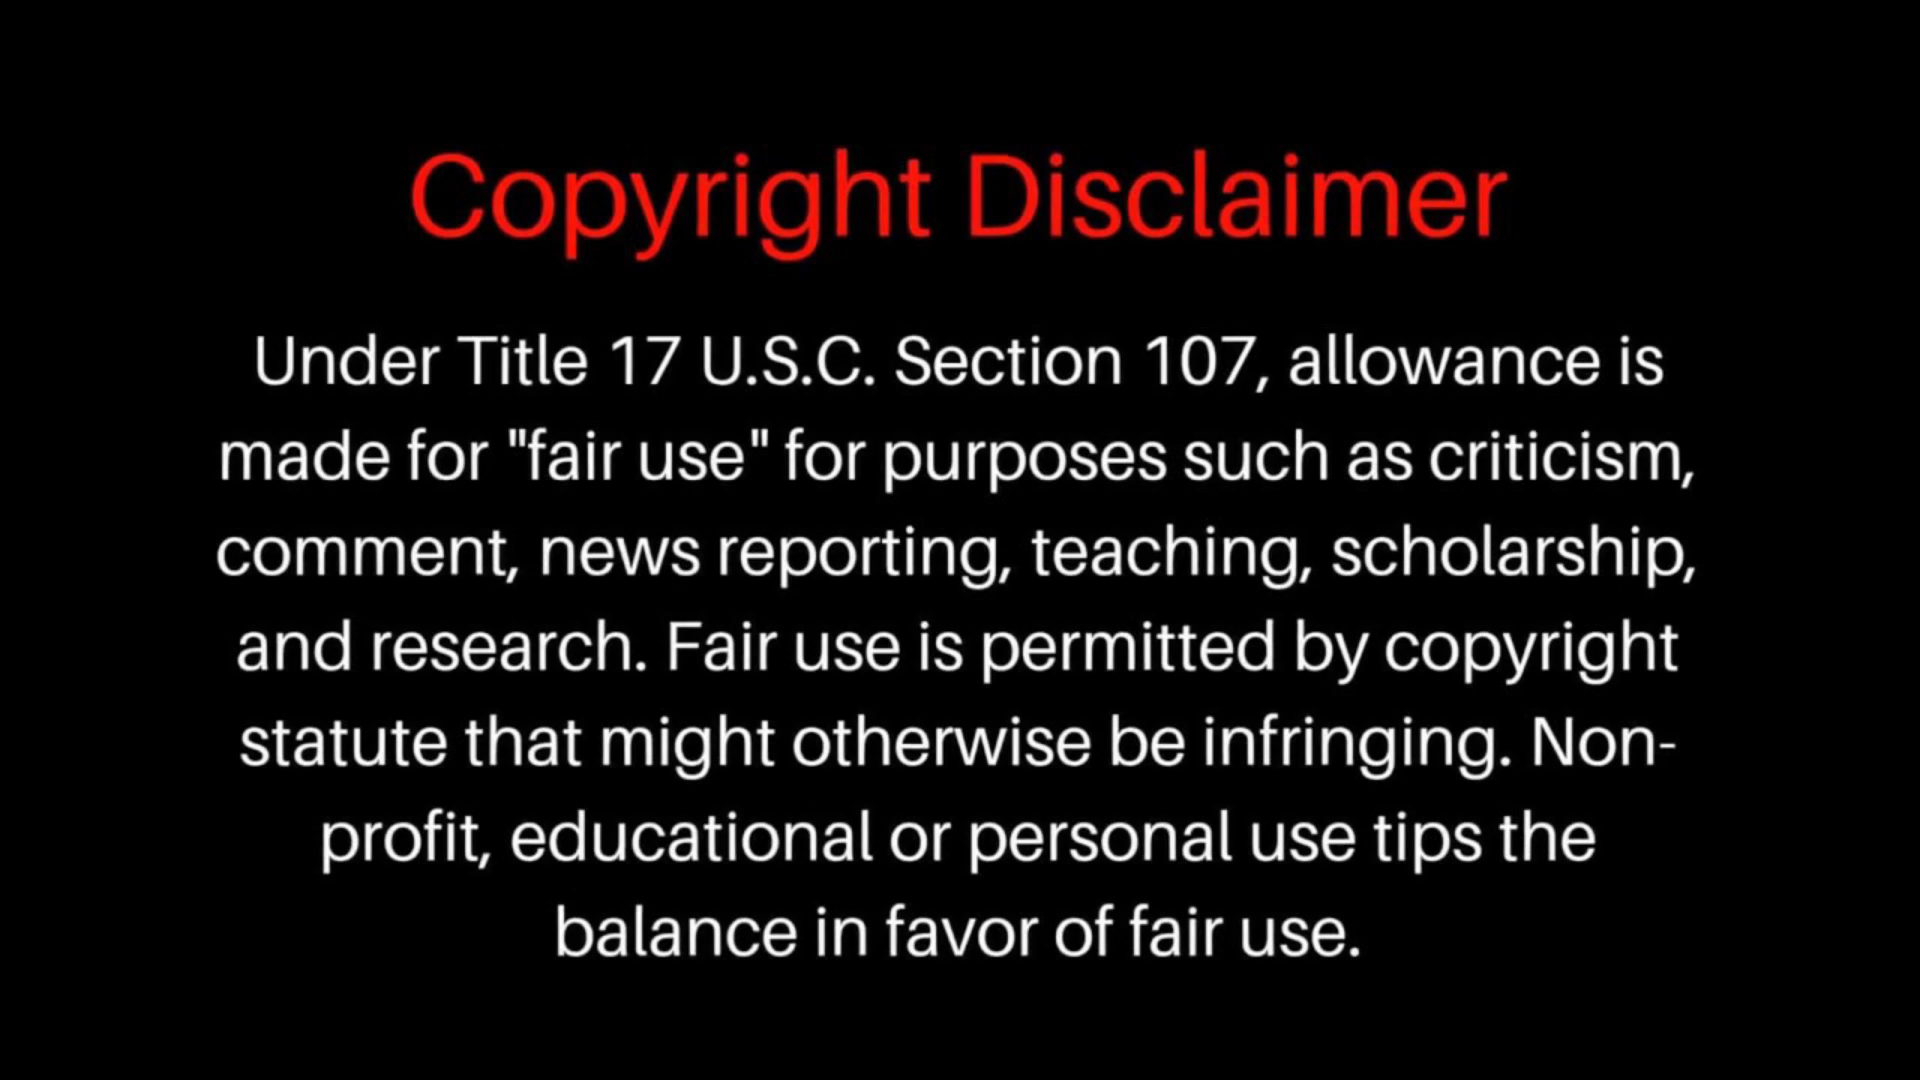 Copyright Disclaimer
Under Title 17 U.S.C. Section 107, allowance is
made for "fair use" for purposes such as criticism,
comment, news reporting, teaching, scholarship,
and research. Fair use is permitted by copyright
statute that might otherwise be infringing. Non-
profit, educational or personal use tips the
balance in favor of fair use.